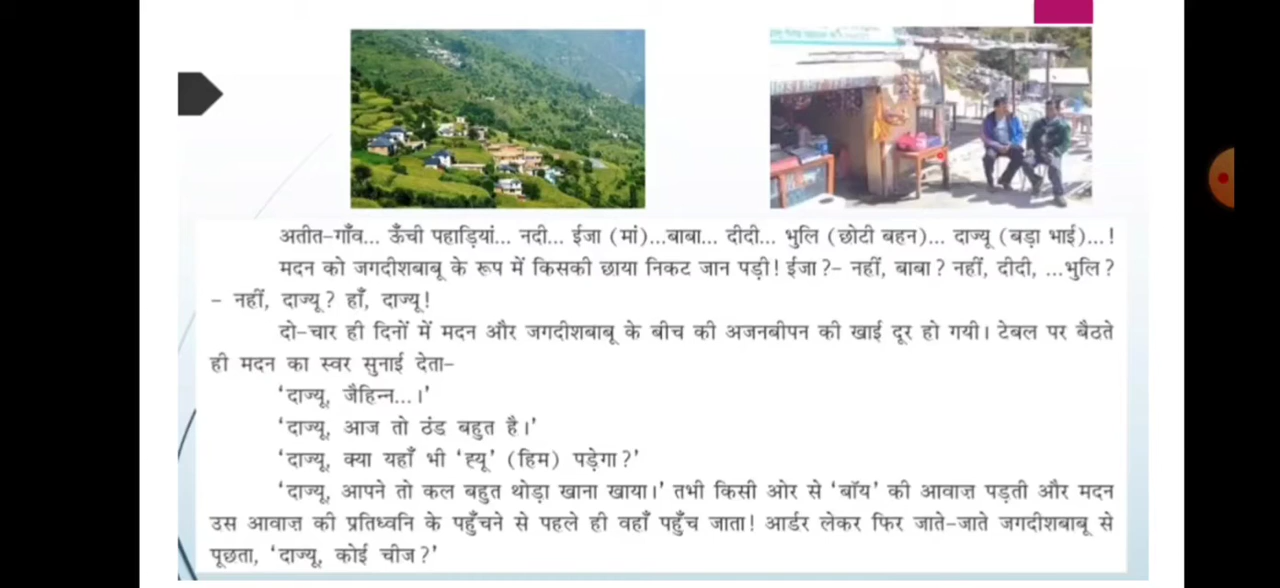 अतीत-गाँव... ऊँची पहाड़ियां... नदी... ईजा (मां)...बाबा... दीदी... भुलि (छोटी बहन)... दाज्यू (बड़ा भाई)...!
मदन को जगदीशबाबू के रूप में किसकी छाया निकट जान पड़ी! ईजा?- नहीं, बाबा? नहीं, दीदी, ...भुलि?
- नहीं, दाज्यू? हाँ, दाज्यू!
दो-चार ही दिनों में मदन और जगदीशबाबू के बीच की अजनबीपन की खाई दूर हो गयी। टेबल पर बैठते
ही मदन का स्वर सुनाई देता-
‘दाज्यू, जैहिन्न...।’
‘दाज्यू, आज तो ठंड बहुत है।’
‘दाज्यू, क्या यहाँ भी ‘ह्यू’ (हिम) पड़ेगा?’
‘दाज्यू, आपने तो कल बहुत थोड़ा खाना खाया।’ तभी किसी ओर से ‘बॉय’ की आवाज़ पड़ती और मदन
उस आवाज़ की प्रतिध्वनि के पहुँचने से पहले ही वहाँ पहुँच जाता! आर्डर लेकर फिर जाते-जाते जगदीशबाबू से
पूछता, ‘दाज्यू, कोई चीज?’